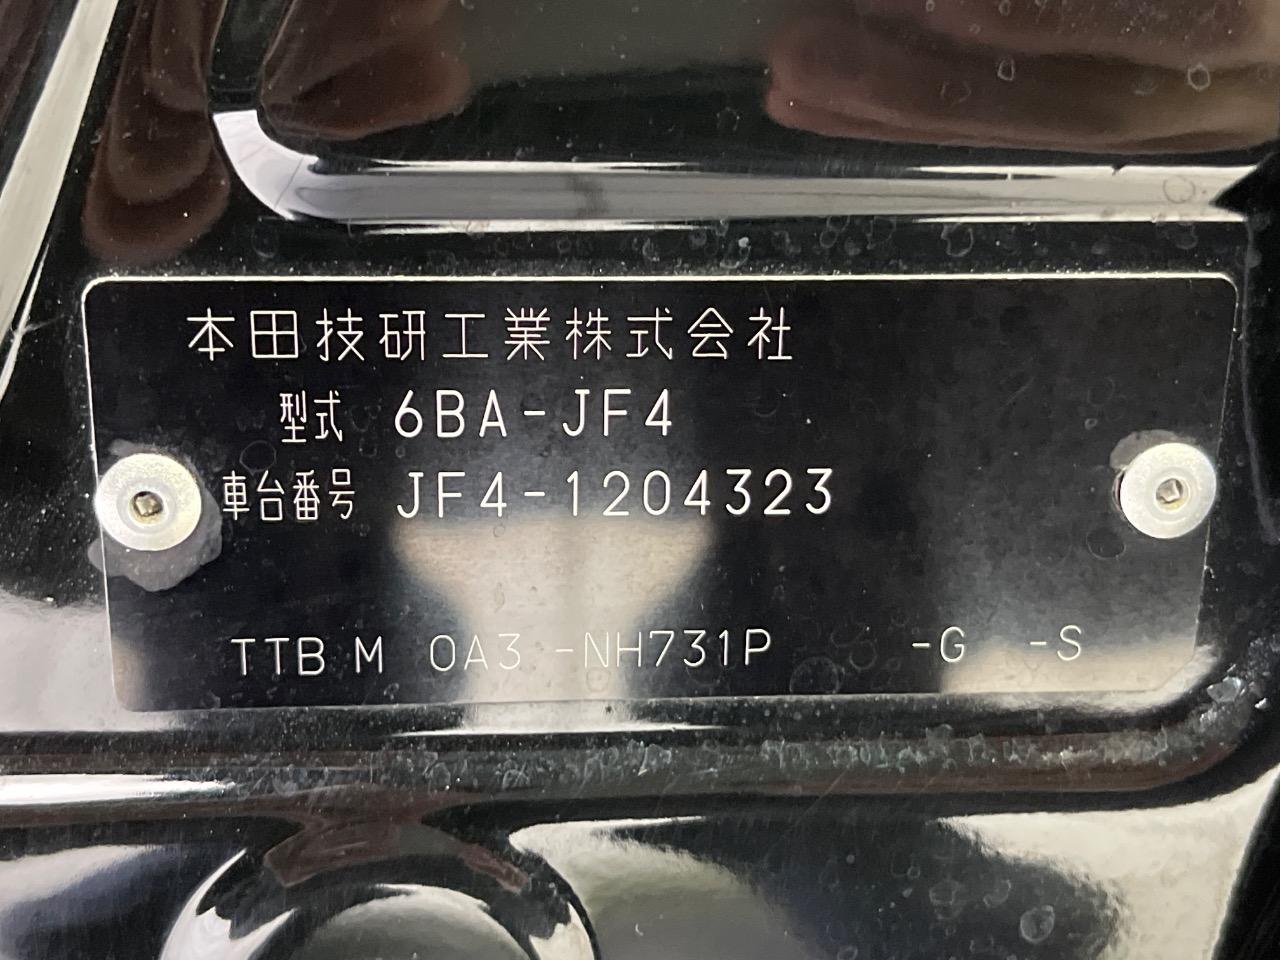 本田技研工業株式会社
型式 6BA-JF4
車台番号 JF4-1204323
TTB M 0A3 -NH731P -G -S